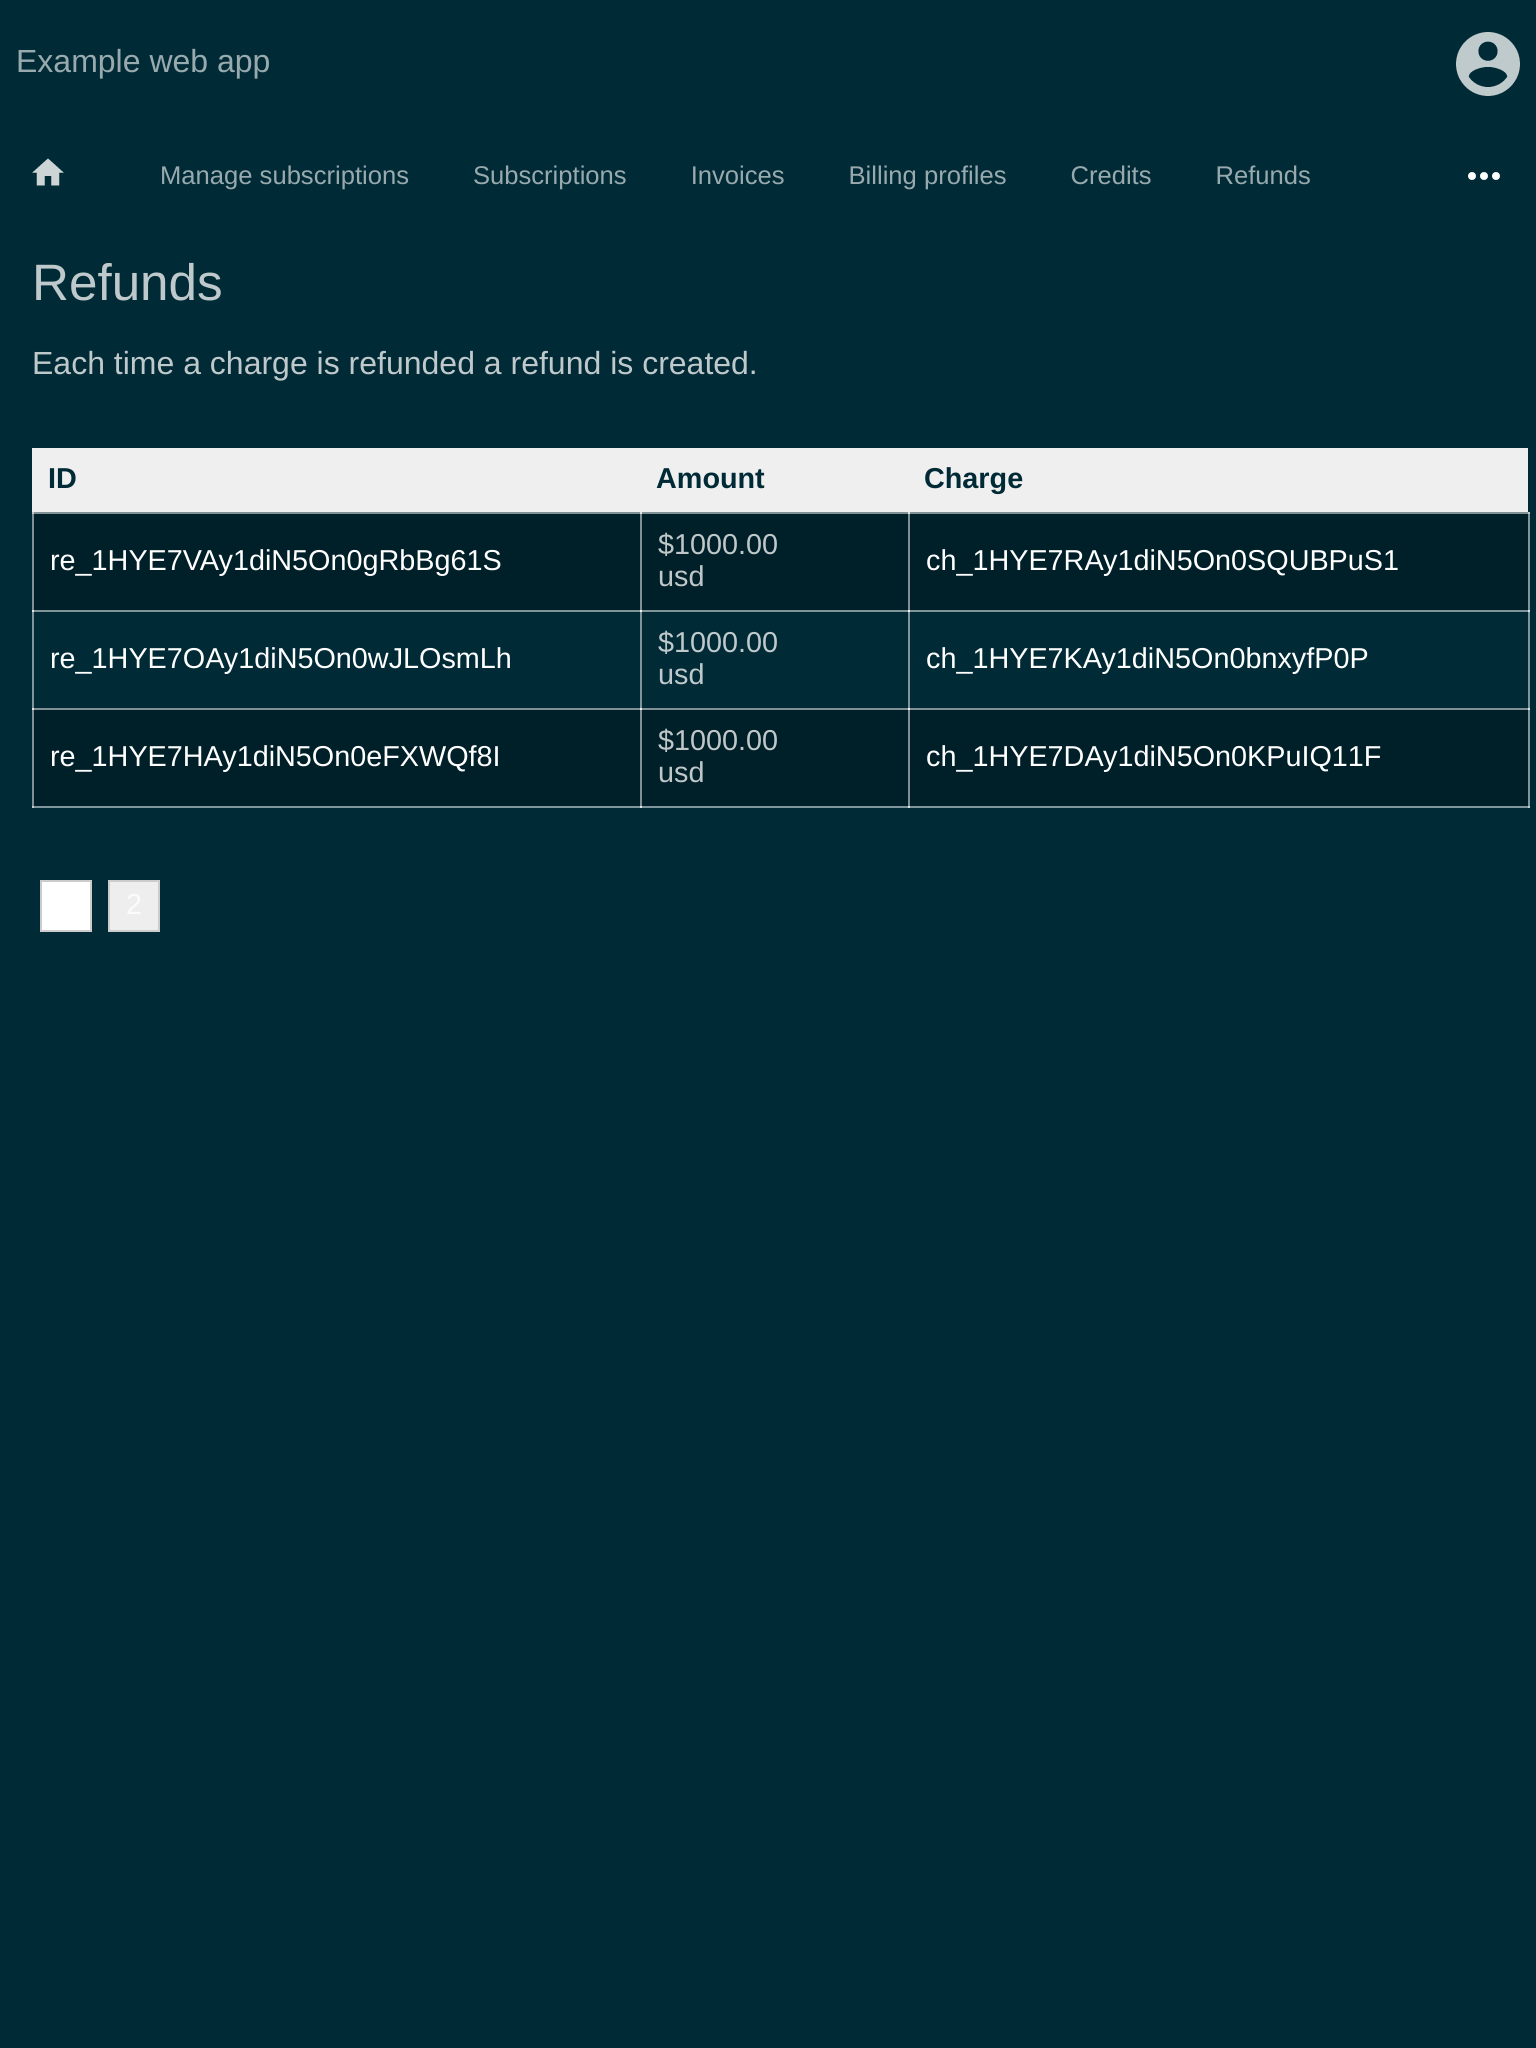 Example web app
Manage subscriptions Subscriptions Invoices Billing profiles Credits Refunds
Refunds
Each time a charge is refunded a refund is created.
ID Amount Charge
re_1HYE7VAy1diN5On0gRbBg61S $1000.00 usd ch_1HYE7RAy1diN5On0SQUBPuS1
re_1HYE7OAy1diN5On0wJLOsmLh $1000.00 usd ch_1HYE7KAy1diN5On0bnxyfP0P
re_1HYE7HAy1diN5On0eFXWQf8I $1000.00 usd ch_1HYE7DAy1diN5On0KPuIQ11F
2